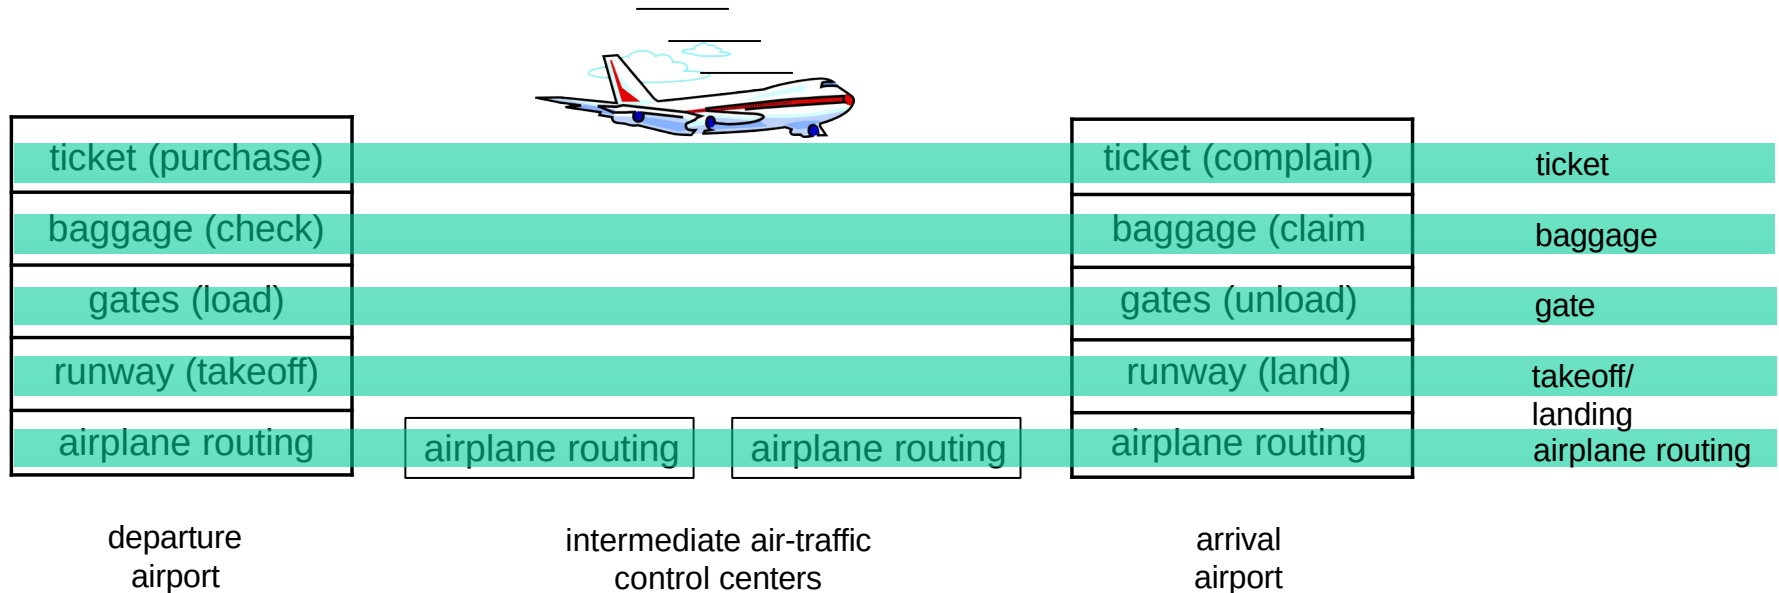 ticket (purchase)
ticket (complain)
ticket
baggage (check)
baggage (claim
baggage
gates (load)
gates (unload)
gate
runway (takeoff)
runway (land)
takeoff/
landing
airplane routing
airplane routing
airplane routing
airplane routing
airplane routing
departure
airport
intermediate air-traffic
control centers
arrival
airport